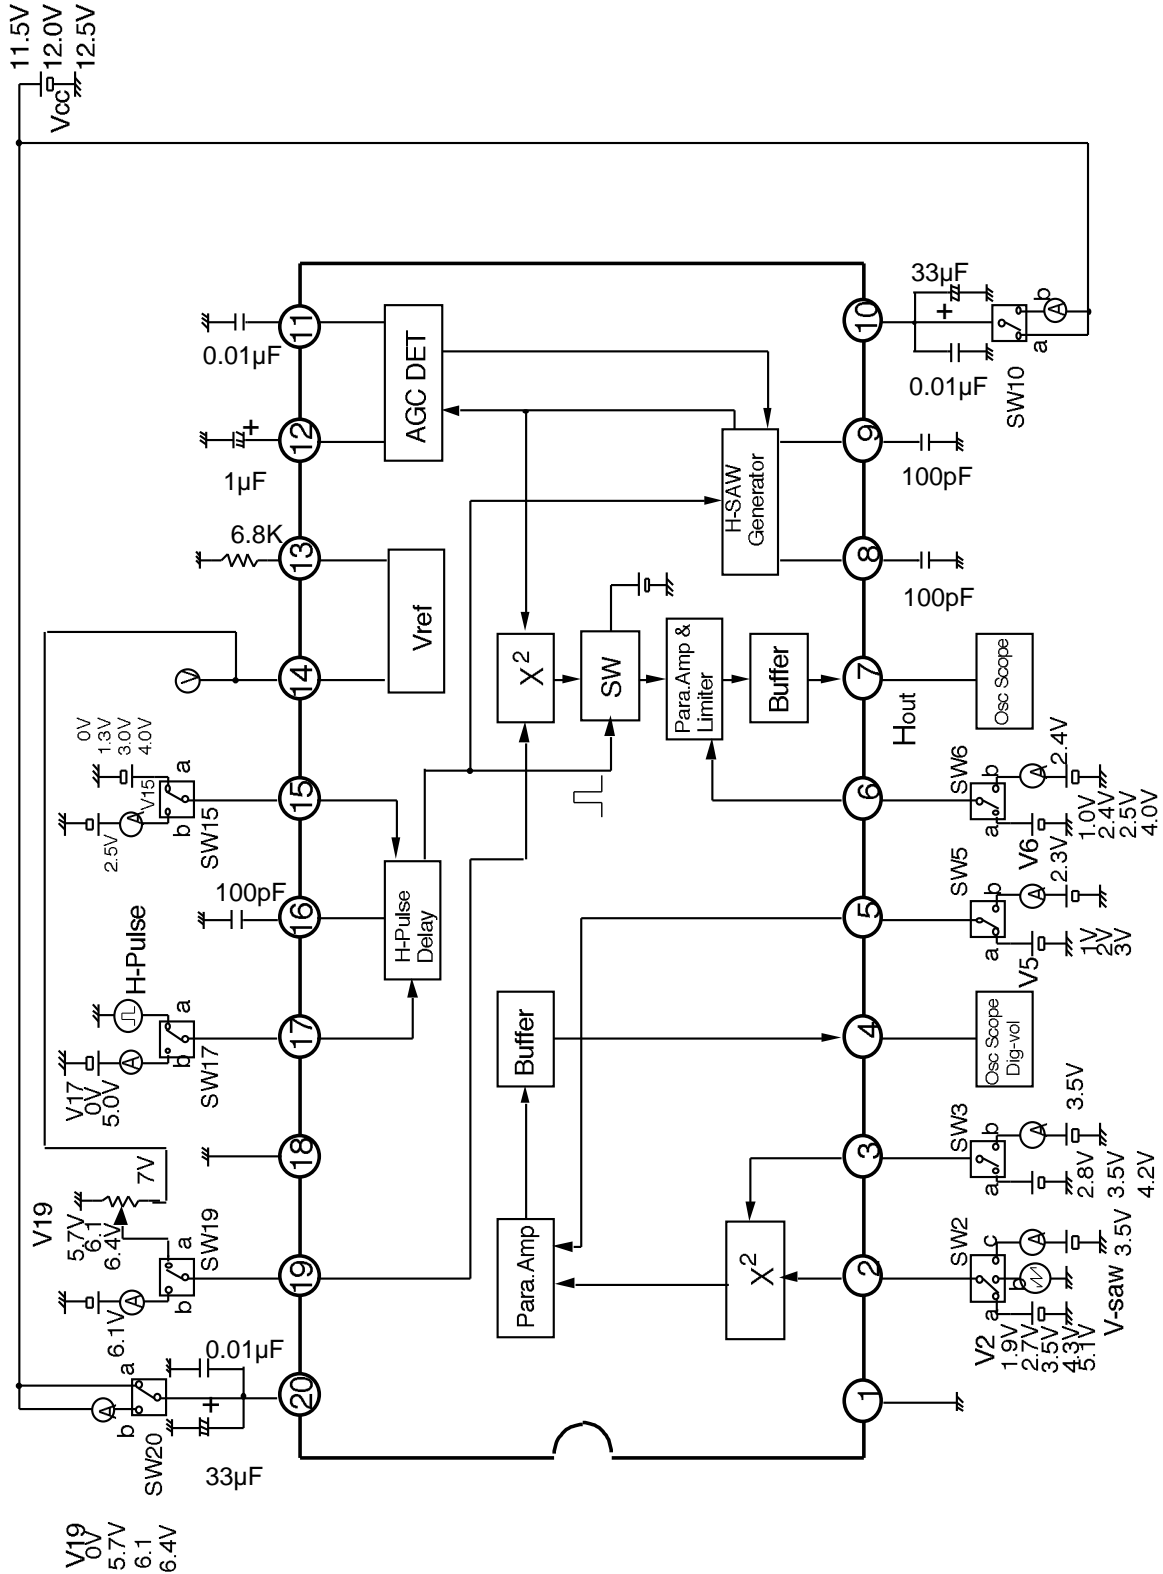 11.5V
12.0V
12.5V
Vcc
V19
0V
5.7V
6.1
6.4V
SW20
a
b
A
33µF
0.01µF
+
20
V19
5.7V
6.1
6.4V
7V
SW19
a
b
A
6.1V
19
18
H-Pulse
V17
0V
5.0V
SW17
a
b
A
17
100pF
16
0V
1.3V
3.0V
4.0V
V15
2.5V
A
SW15
a
b
15
V
14
6.8K
13
1µF
+
12
0.01µF
11
AGC DET
Vref
H-Pulse
Delay
H-SAW
Generator
X2
SW
Para.Amp &
Limiter
Buffer
Buffer
Para. Amp
X2
1
2
SW2
a
b
c
A
V2
1.9V
2.7V
3.5V
4.3V
5.1V
V-saw
3.5V
3
SW3
a
b
A
2.8V
3.5V
4.2V
3.5V
4
Osc Scope
Dig-vol
5
SW5
a
b
A
V5
1V
2V
3V
2.3V
6
SW6
a
b
A
V6
1.0V
2.4V
2.5V
4.0V
2.4V
7
Hout
Osc Scope
8
100pF
9
100pF
10
33µF
+
0.01µF
SW10
a
b
A